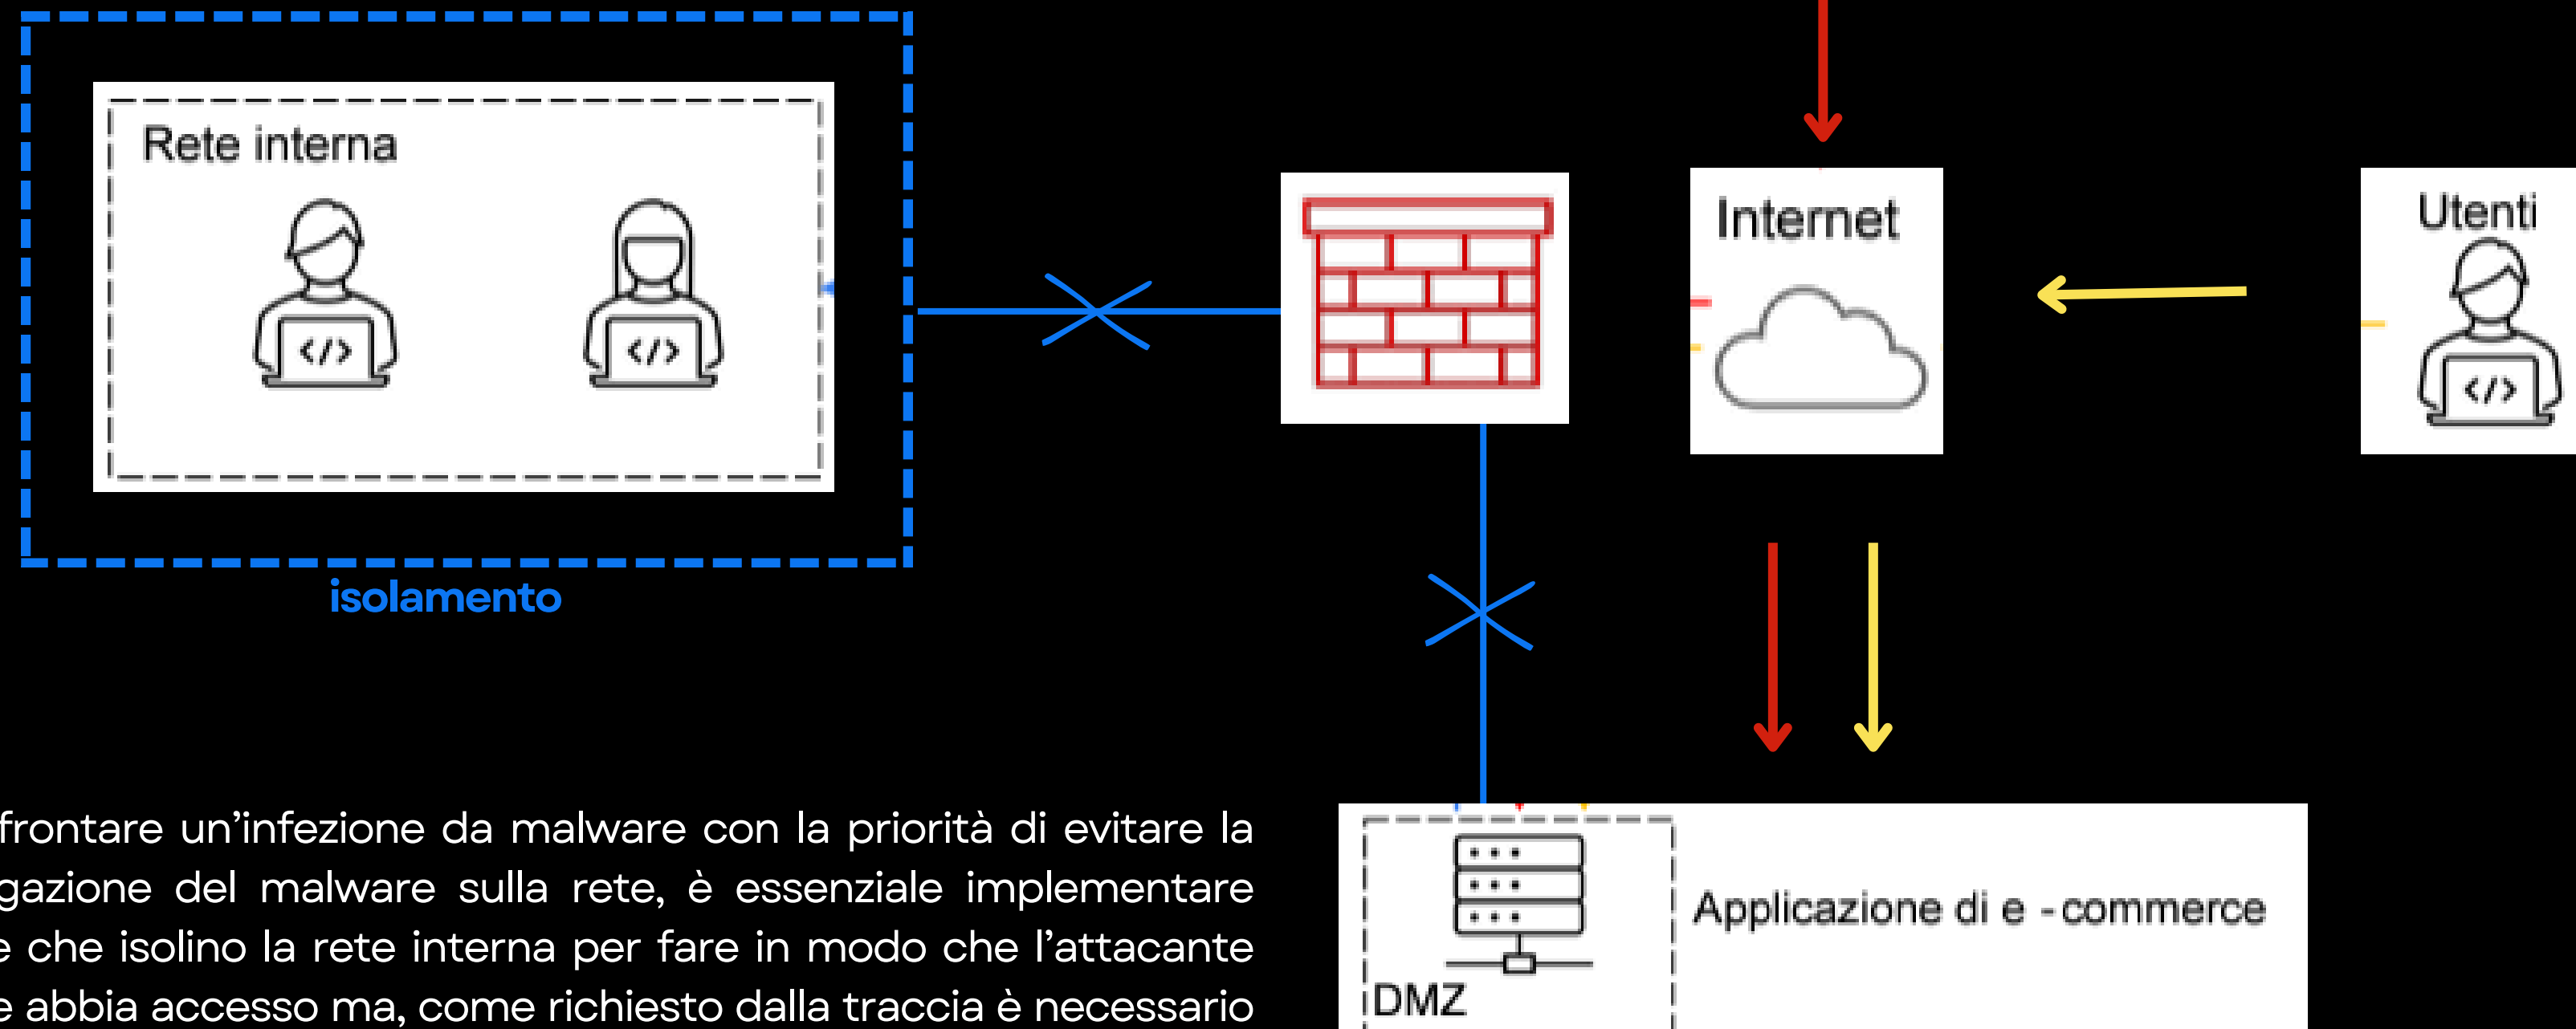 Rete interna
Internet
Utenti
isolamento
frontare un’infezione da malware con la priorità di evitare la
gazione del malware sulla rete, è essenziale implementare
e che isolino la rete interna per fare in modo che l’attacante
e abbia accesso ma, come richiesto dalla traccia è necessario
Applicazione di e -commerce
DMZ